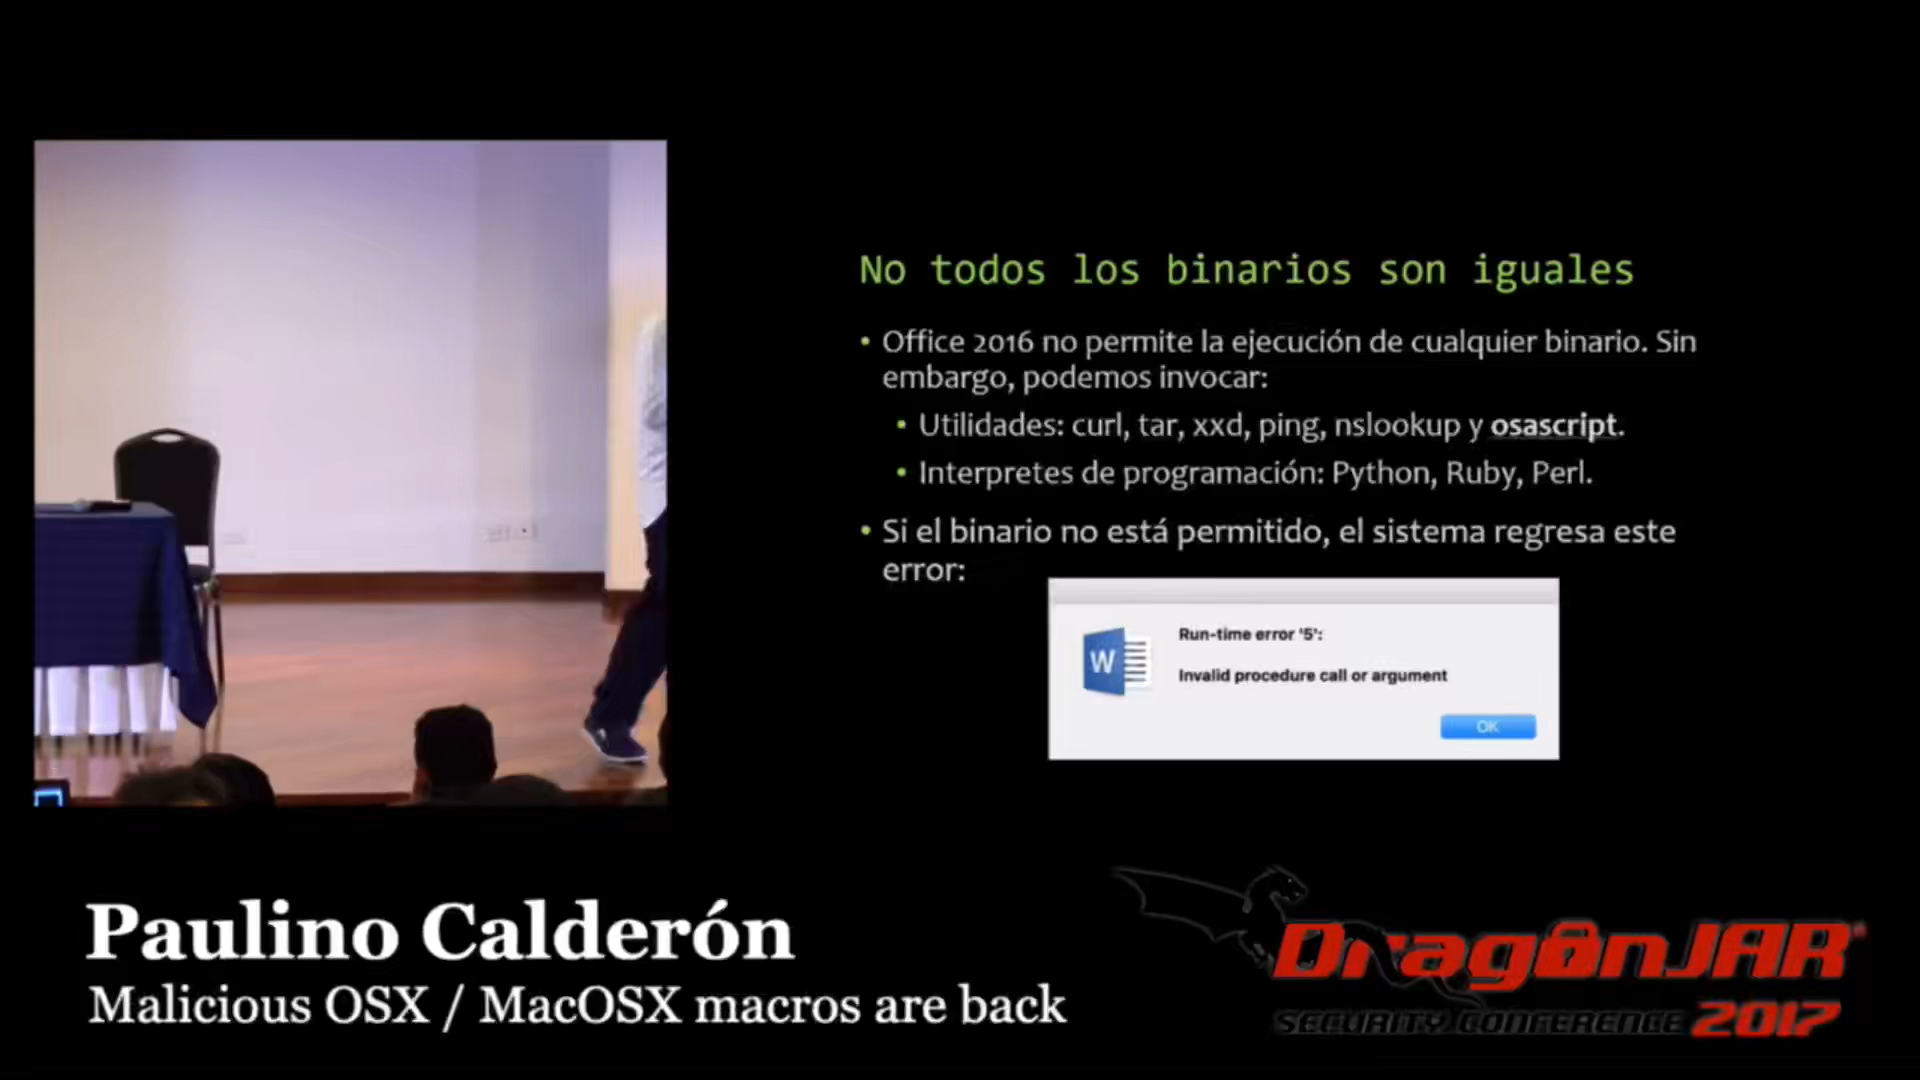 No todos los binarios son iguales
• Office 2016 no permite la ejecución de cualquier binario. Sin
embargo, podemos invocar:
• Utilidades: curl, tar, xxd, ping, nslookup y osascript.
• Interpretes de programación: Python, Ruby, Perl.
• Si el binario no está permitido, el sistema regresa este
error:
W
Run-time error '5':
Invalid procedure call or argument
OK
Paulino Calderón
Malicious OSX / MacOSX macros are back
DragonJAR®
SECURITY CONFERENCE 2017